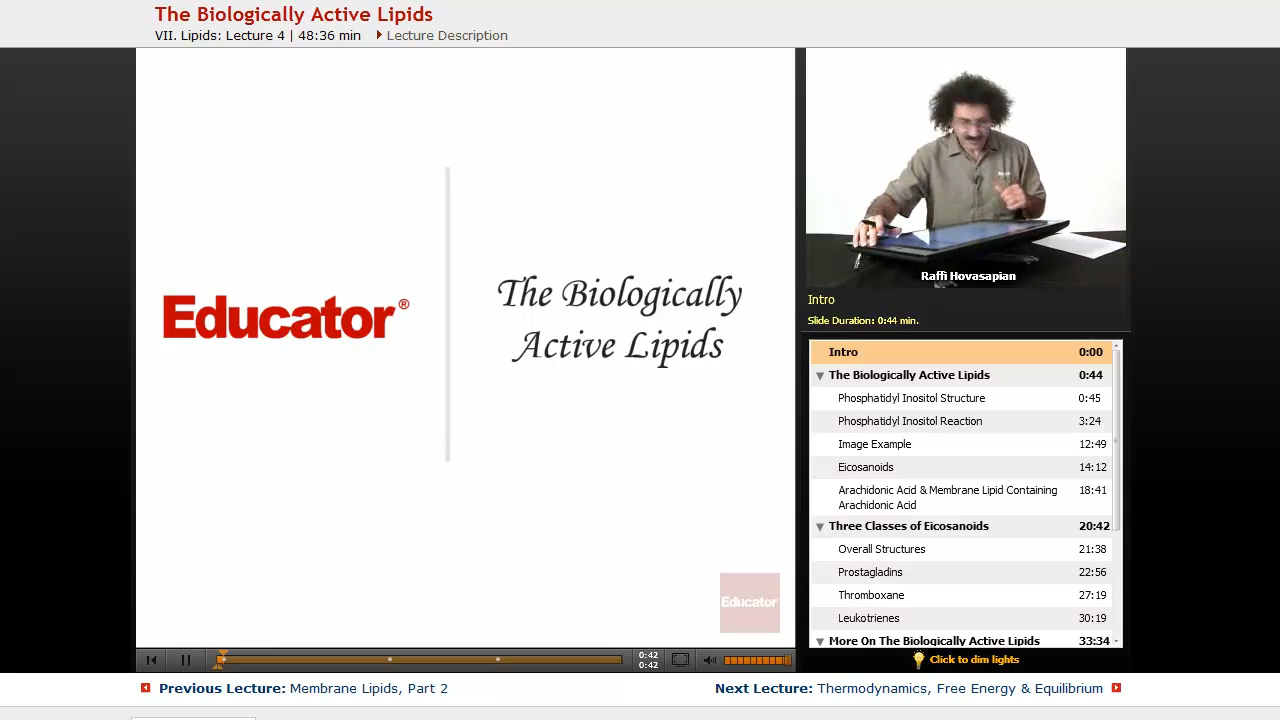 The Biologically Active Lipids
VII. Lipids: Lecture 4 | 48:36 min
Lecture Description
Educator®
The Biologically
Active Lipids
Educator
Raffi Hovasapian
Intro
Slide Duration: 0:44 min.
Intro 0:00
The Biologically Active Lipids 0:44
Phosphatidyl Inositol Structure 0:45
Phosphatidyl Inositol Reaction 3:24
Image Example 12:49
Eicosanoids 14:12
Arachidonic Acid & Membrane Lipid Containing 18:41
Arachidonic Acid
Three Classes of Eicosanoids 20:42
Overall Structures 21:38
Prostagladins 22:56
Thromboxane 27:19
Leukotrienes 30:19
More On The Biologically Active Lipids 33:34
0:42
0:42
Click to dim lights
Previous Lecture: Membrane Lipids, Part 2
Next Lecture: Thermodynamics, Free Energy & Equilibrium